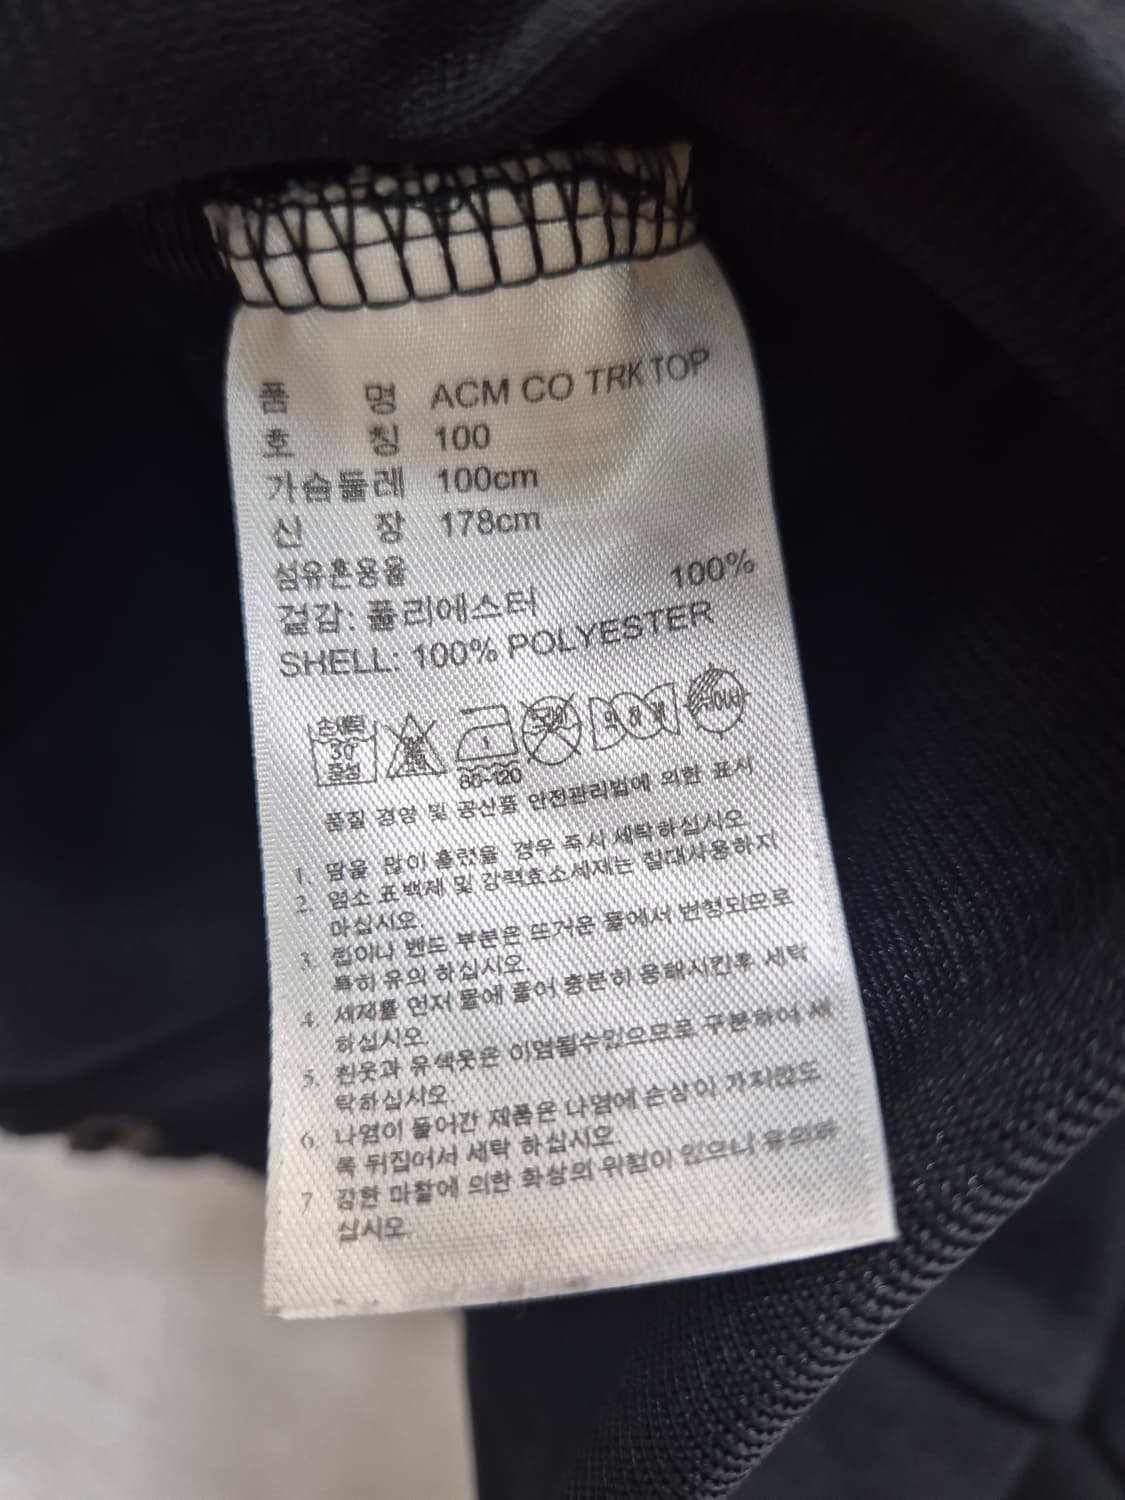 품 명 ACM CO TRK TOP
호 칭 100
가슴둘레 100cm
신 장 178cm
섬유혼용율
겉감: 폴리에스터 100%
SHELL: 100% POLYESTER
손세탁
30°
중성
80-120
품질 경영 및 공산품 안전관리법에 의한 표시
1. 땀을 많이 흘렸을 경우 즉시 세탁하십시오
2. 염소 표백제 및 강력효소세제는 절대사용하지
마십시오.
3. 립이나 밴드 부분은 뜨거운 물에서 변형되므로
특히 유의 하십시오.
4. 세제를 먼저 물에 풀어 충분히 용해시킨후 세탁
하십시오.
5. 흰옷과 유색옷은 이염될수있으므로 구분하여 세
탁하십시오.
6. 나염이 들어간 제품은 나염에 손상이 가지않도
록 뒤집어서 세탁 하십시오.
7 강한 마찰에 의한 화상의 위험이 있으니 유의하
십시오.